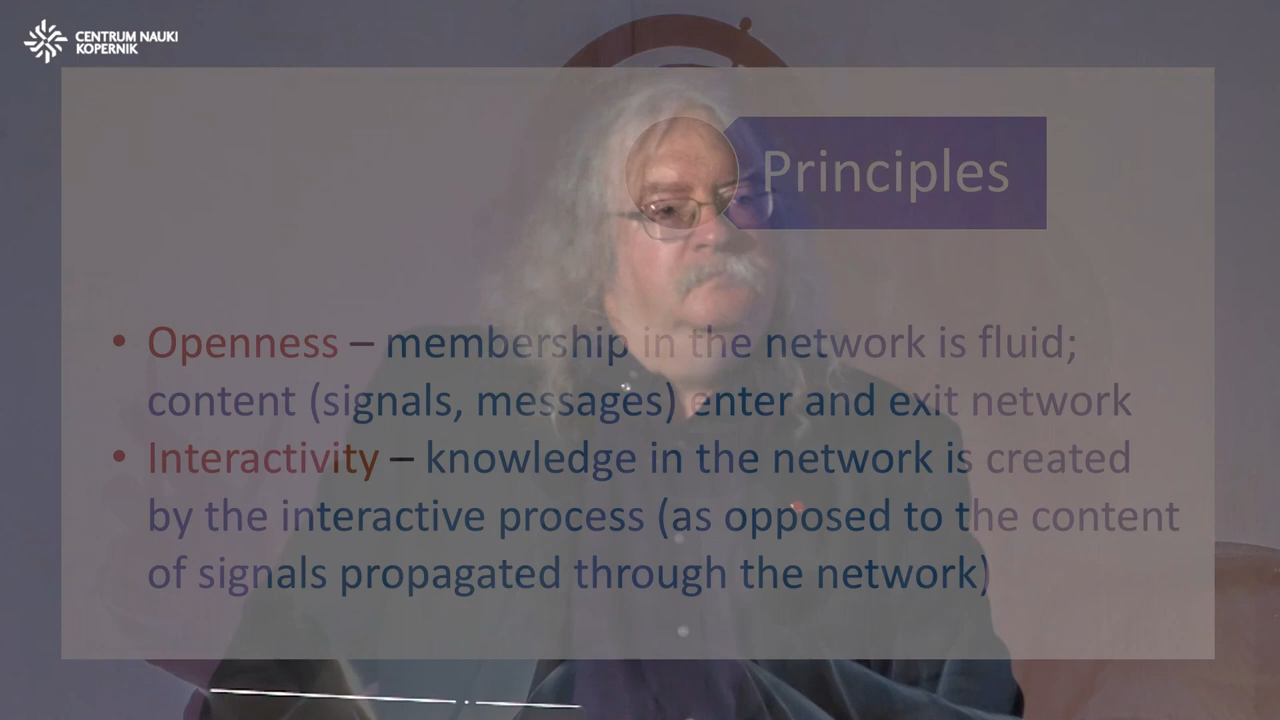 CENTRUM NAUKI
KOPERNIK
Principles
• Openness – membership in the network is fluid;
content (signals, messages) enter and exit network
• Interactivity – knowledge in the network is created
by the interactive process (as opposed to the content
of signals propagated through the network)